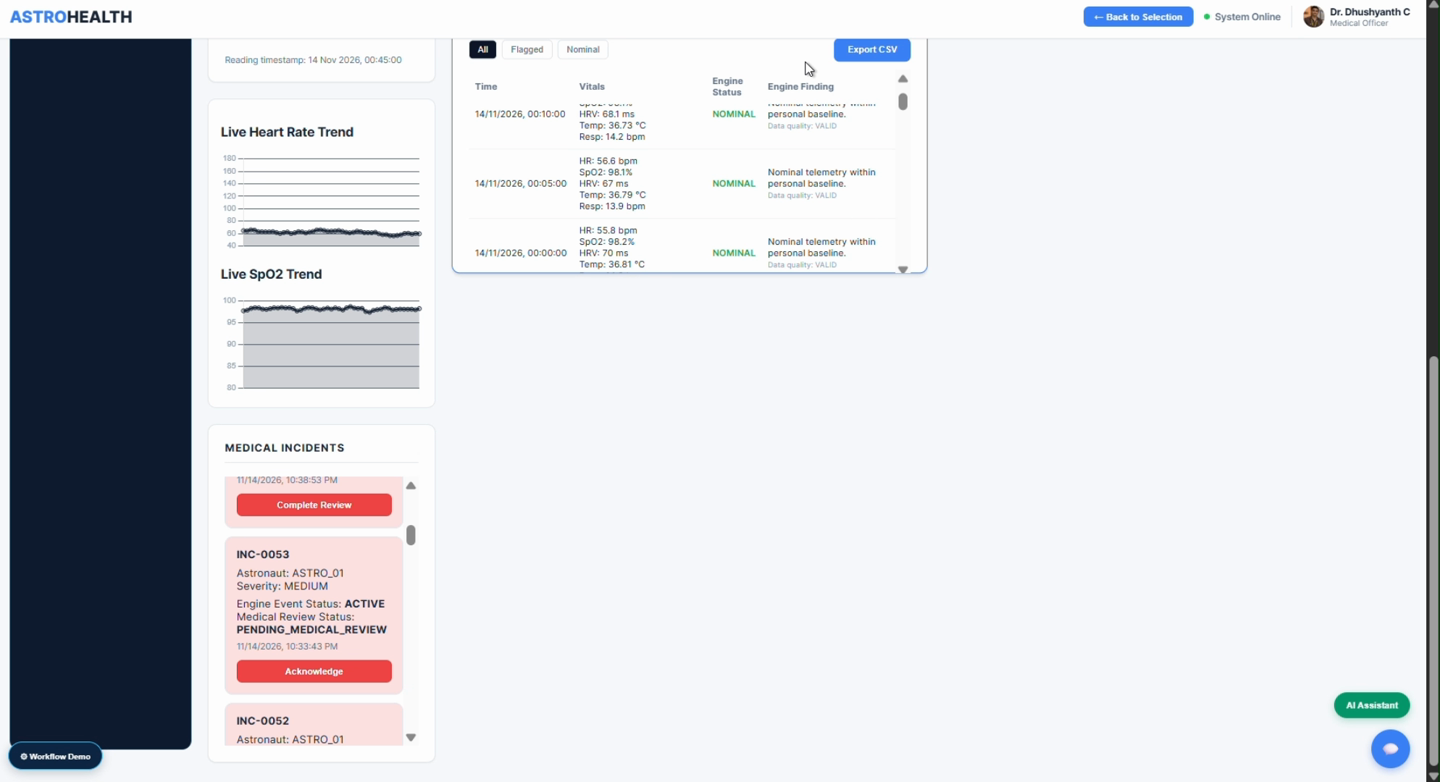 ASTROHEALTH
← Back to Selection
System Online
Dr. Dhushyanth C
Medical Officer
Reading timestamp: 14 Nov 2026, 00:45:00
Live Heart Rate Trend
180
160
140
120
100
80
60
40
Live SpO2 Trend
100
95
90
85
80
MEDICAL INCIDENTS
11/14/2026, 10:38:53 PM
Complete Review
INC-0053
Astronaut: ASTRO_01
Severity: MEDIUM
Engine Event Status: ACTIVE
Medical Review Status:
PENDING_MEDICAL_REVIEW
11/14/2026, 10:33:43 PM
Acknowledge
INC-0052
Astronaut: ASTRO_01
All
Flagged
Nominal
Export CSV
Time
Vitals
Engine
Status
Engine Finding
14/11/2026, 00:10:00
HRV: 68.1 ms
Temp: 36.73 °C
Resp: 14.2 bpm
NOMINAL
Nominal telemetry within
personal baseline.
Data quality: VALID
14/11/2026, 00:05:00
HR: 56.6 bpm
SpO2: 98.1%
HRV: 67 ms
Temp: 36.79 °C
Resp: 13.9 bpm
NOMINAL
Nominal telemetry within
personal baseline.
Data quality: VALID
14/11/2026, 00:00:00
HR: 55.8 bpm
SpO2: 98.2%
HRV: 70 ms
Temp: 36.81 °C
NOMINAL
Nominal telemetry within
personal baseline.
Data quality: VALID
Workflow Demo
AI Assistant